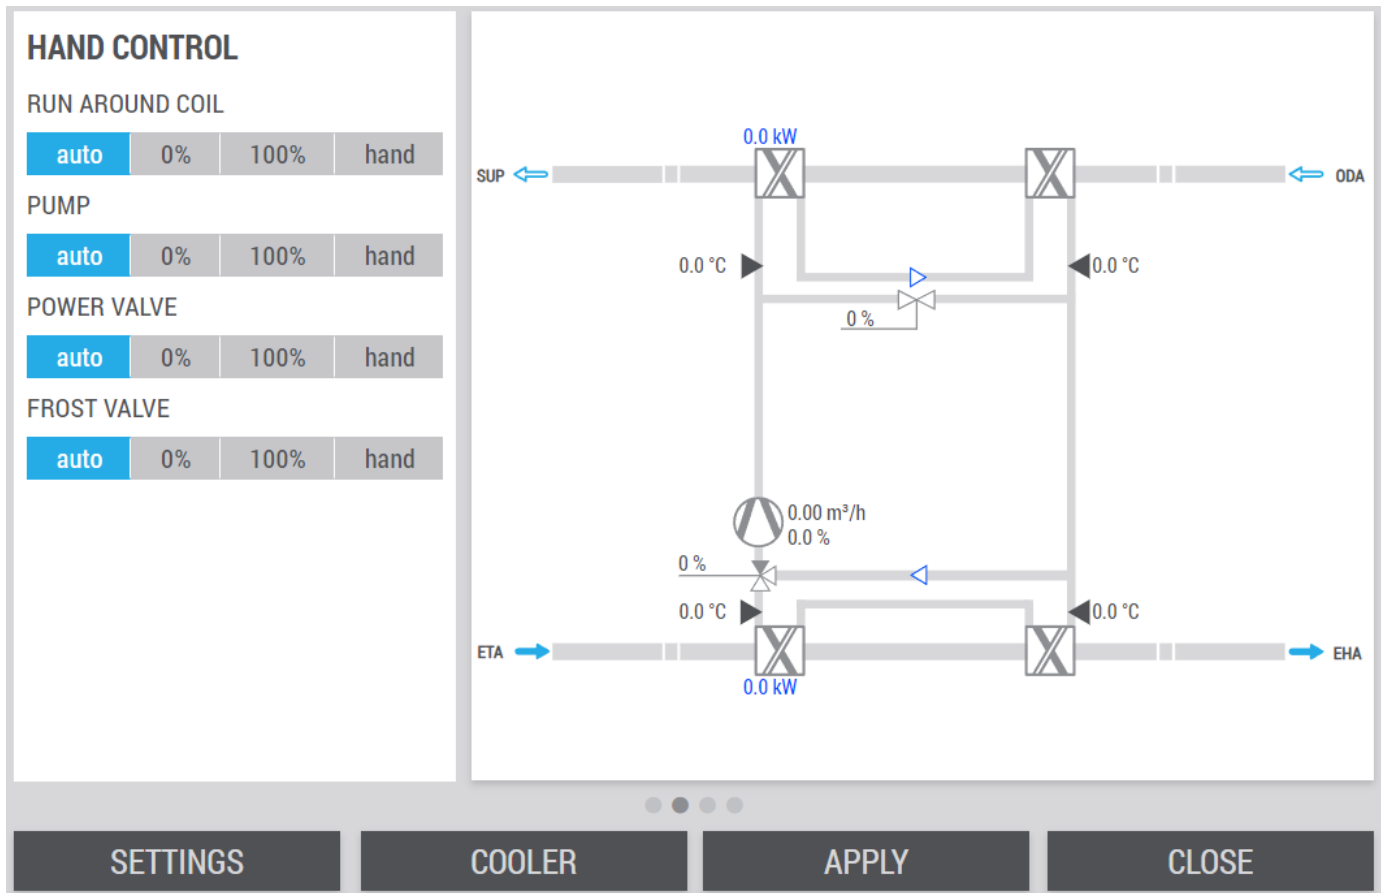 HAND CONTROL
RUN AROUND COIL
auto 0% 100% hand
PUMP
auto 0% 100% hand
POWER VALVE
auto 0% 100% hand
FROST VALVE
auto 0% 100% hand
0.0 kW
SUP ODA
0.0 °C 0.0 °C
0 %
0.00 m³/h
0.0 %
0 %
0.0 °C 0.0 °C
ETA EHA
0.0 kW
SETTINGS COOLER APPLY CLOSE